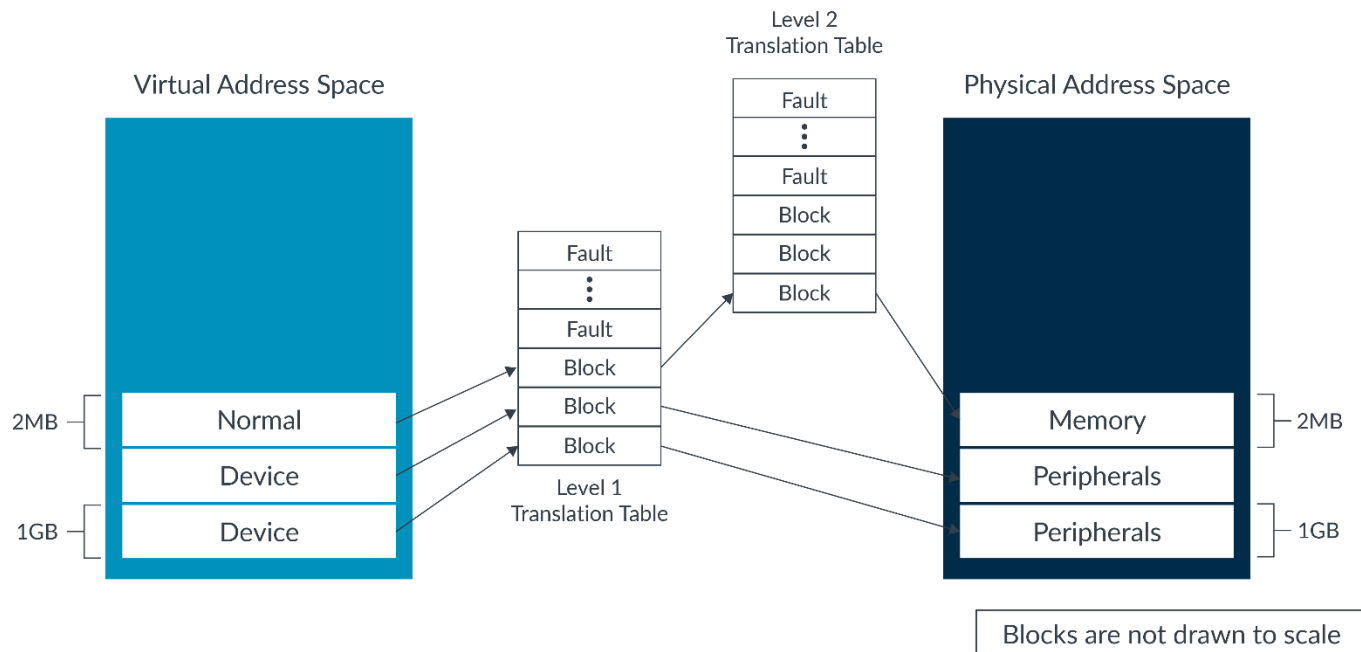 Level 2
Translation Table
Virtual Address Space
Physical Address Space
Fault
Fault
Block
Block
Block
Fault
Fault
Block
Block
Block
Level 1
Translation Table
2MB
Normal
Device
1GB
Device
Memory
2MB
Peripherals
Peripherals
1GB
Blocks are not drawn to scale